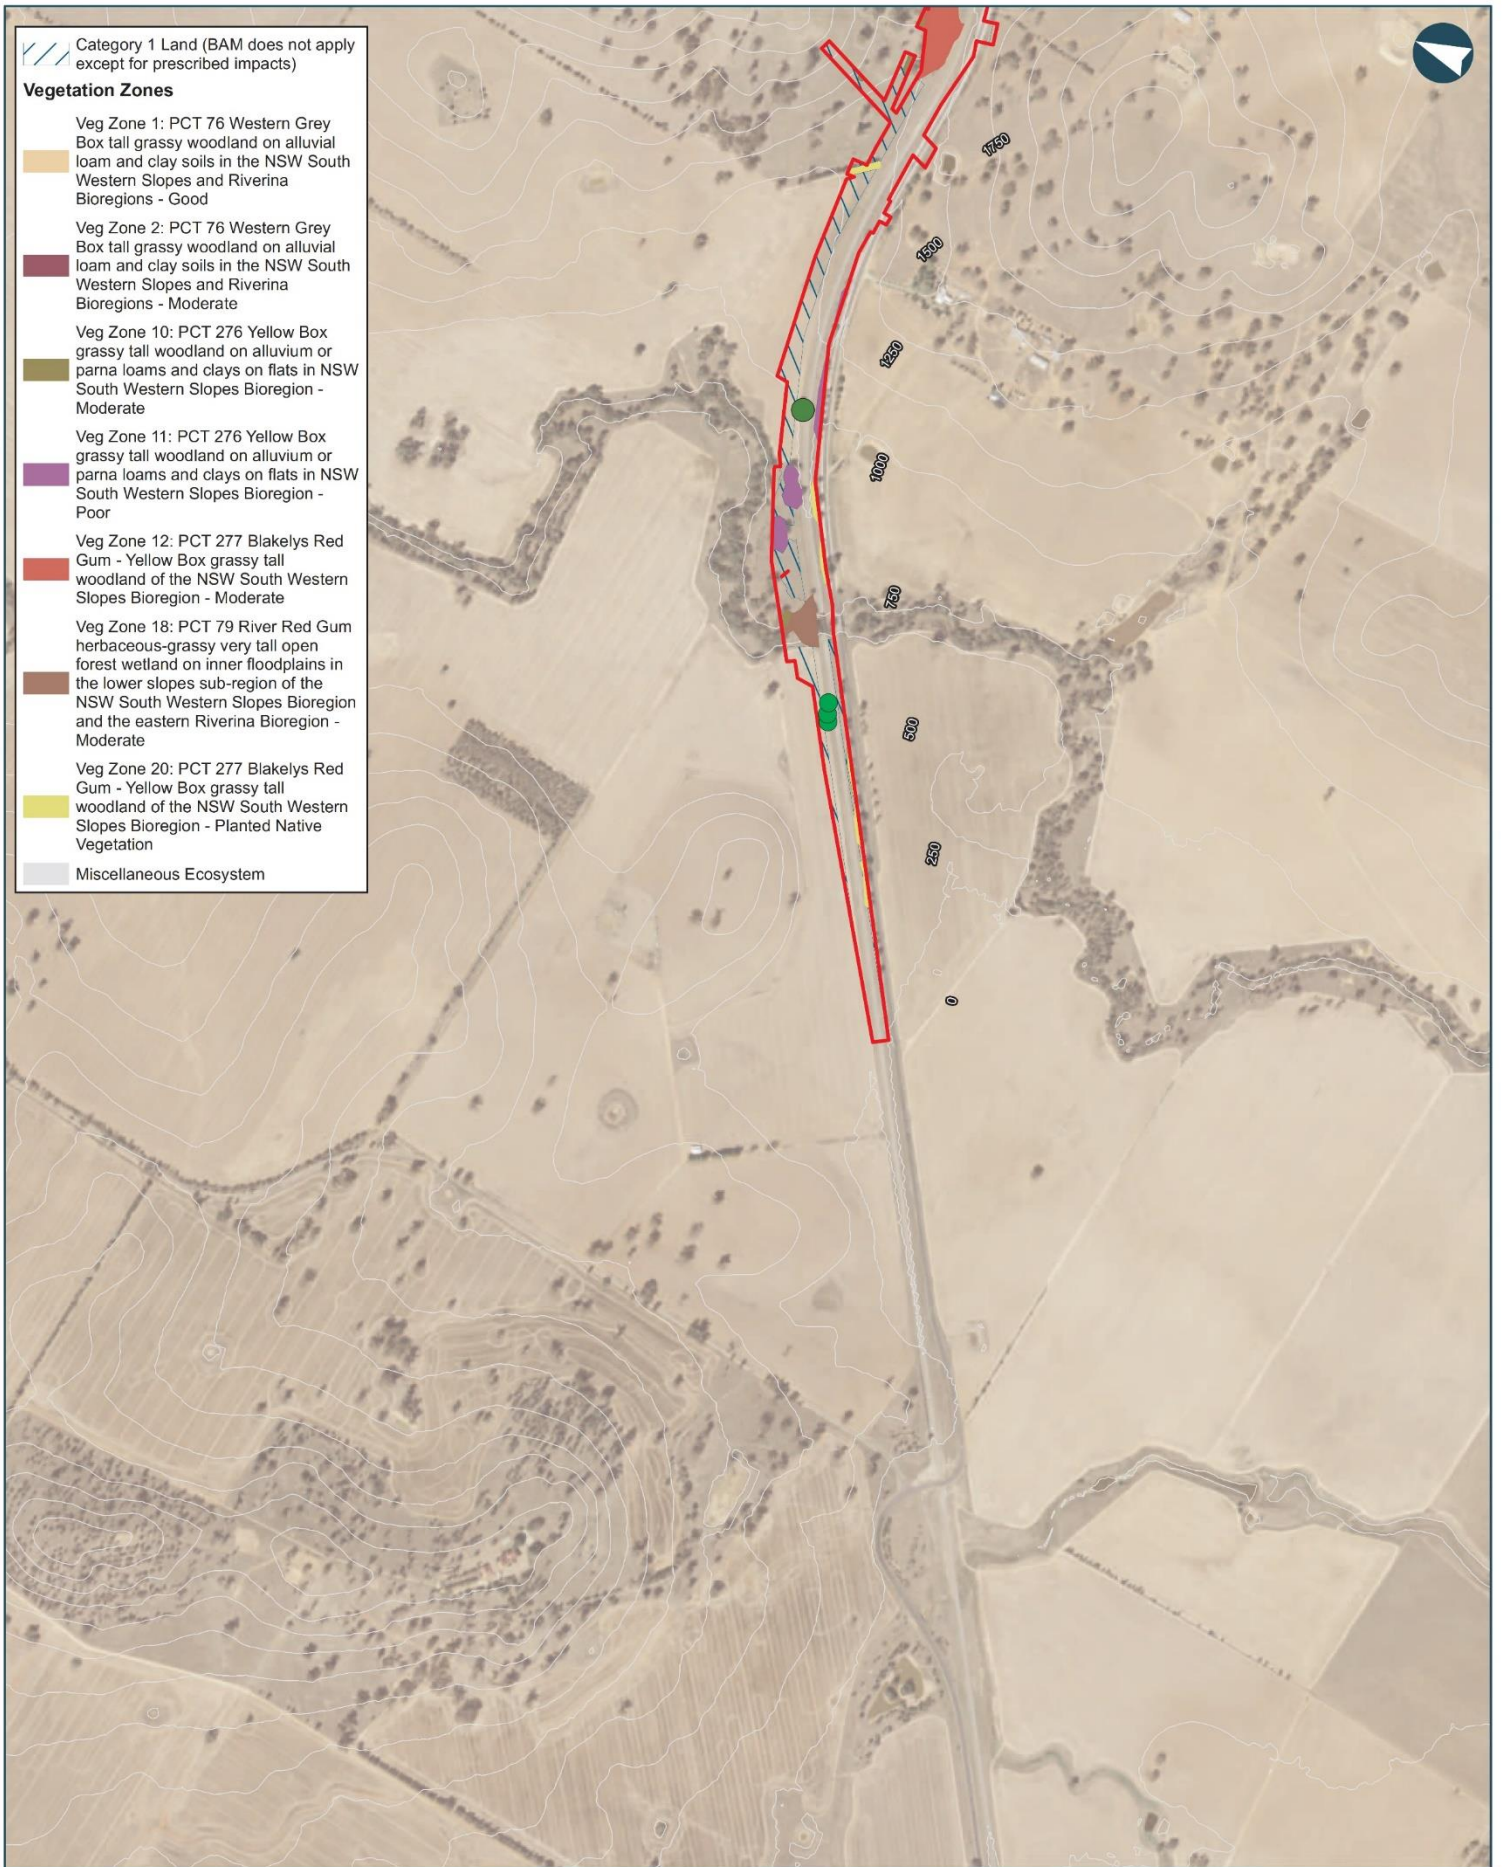 Category 1 Land (BAM does not apply
except for prescribed impacts)
Vegetation Zones
Veg Zone 1: PCT 76 Western Grey
Box tall grassy woodland on alluvial
loam and clay soils in the NSW South
Western Slopes and Riverina
Bioregions - Good
Veg Zone 2: PCT 76 Western Grey
Box tall grassy woodland on alluvial
loam and clay soils in the NSW South
Western Slopes and Riverina
Bioregions - Moderate
Veg Zone 10: PCT 276 Yellow Box
grassy tall woodland on alluvium or
parna loams and clays on flats in NSW
South Western Slopes Bioregion -
Moderate
Veg Zone 11: PCT 276 Yellow Box
grassy tall woodland on alluvium or
parna loams and clays on flats in NSW
South Western Slopes Bioregion -
Poor
Veg Zone 12: PCT 277 Blakelys Red
Gum - Yellow Box grassy tall
woodland of the NSW South Western
Slopes Bioregion - Moderate
Veg Zone 18: PCT 79 River Red Gum
herbaceous-grassy very tall open
forest wetland on inner floodplains in
the lower slopes sub-region of the
NSW South Western Slopes Bioregion
and the eastern Riverina Bioregion -
Moderate
Veg Zone 20: PCT 277 Blakelys Red
Gum - Yellow Box grassy tall
woodland of the NSW South Western
Slopes Bioregion - Planted Native
Vegetation
Miscellaneous Ecosystem
1750
1500
1250
1000
750
500
250
0